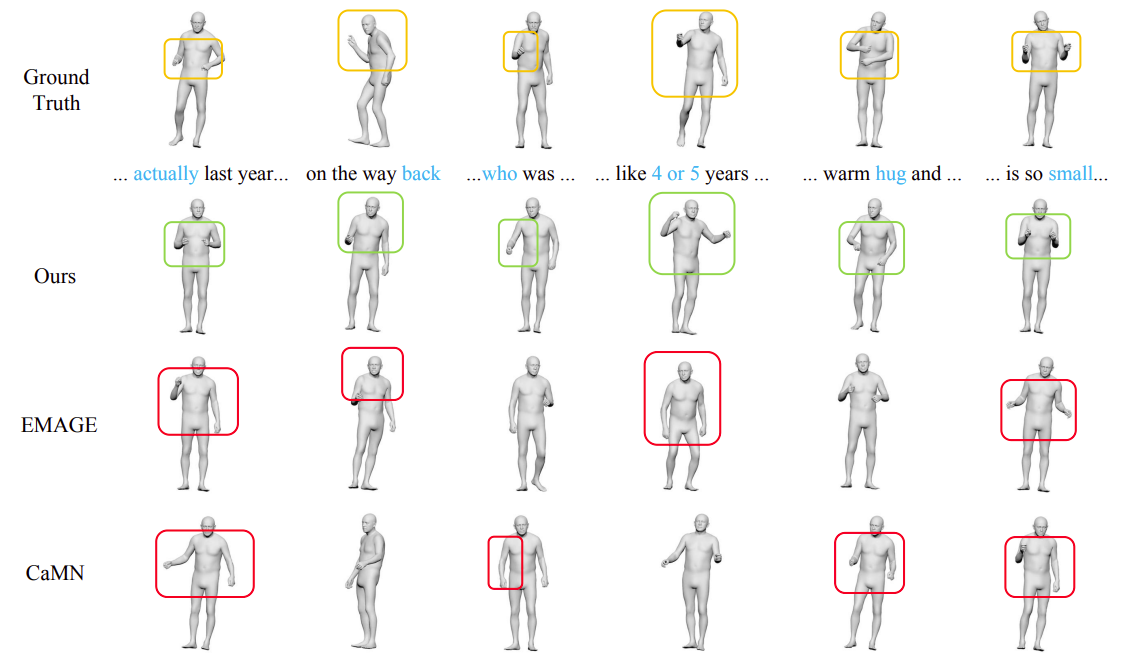 Ground
Truth
... actually last year... on the way back ...who was ... ... like 4 or 5 years ... ... warm hug and ... ... is so small...
Ours
EMAGE
CaMN